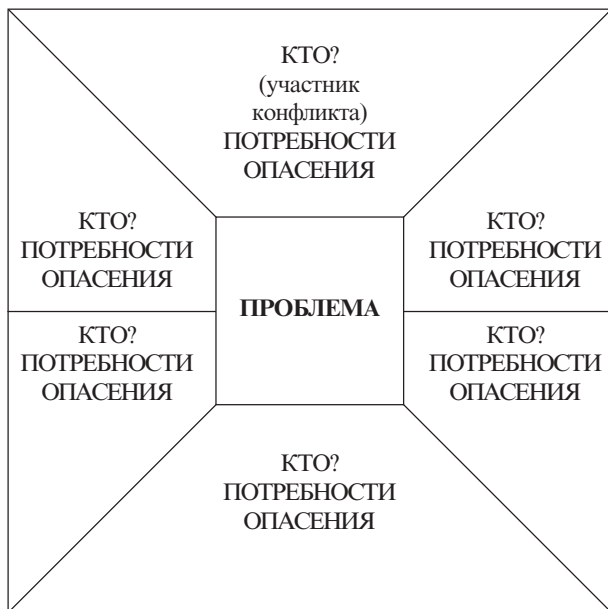 КТО?
(участник
конфликта)
ПОТРЕБНОСТИ
ОПАСЕНИЯ
КТО?
ПОТРЕБНОСТИ
ОПАСЕНИЯ
КТО?
ПОТРЕБНОСТИ
ОПАСЕНИЯ
ПРОБЛЕМА
КТО?
ПОТРЕБНОСТИ
ОПАСЕНИЯ
КТО?
ПОТРЕБНОСТИ
ОПАСЕНИЯ
КТО?
ПОТРЕБНОСТИ
ОПАСЕНИЯ